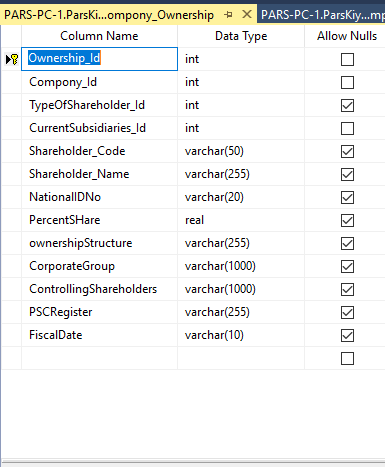 PARS-PC-1.ParsKi...ompony_Ownership PARS-PC-1.ParsKiy...mp
Column Name Data Type Allow Nulls
Ownership_Id int
Compony_Id int
TypeOfShareholder_Id int
CurrentSubsidiaries_Id int
Shareholder_Code varchar(50)
Shareholder_Name varchar(255)
NationalIDNo varchar(20)
PercentSHare real
ownershipStructure varchar(255)
CorporateGroup varchar(1000)
ControllingShareholders varchar(1000)
PSCRegister varchar(255)
FiscalDate varchar(10)